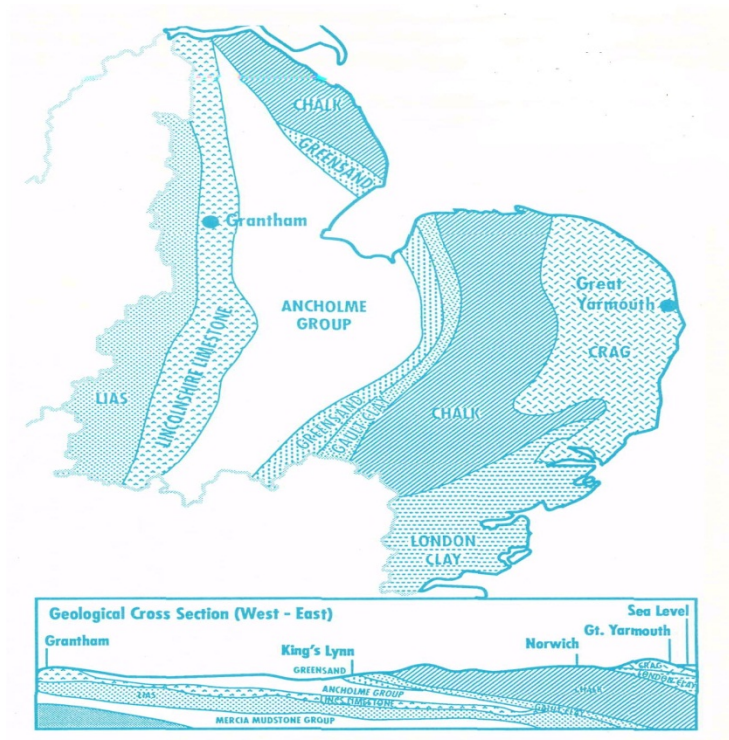 CHALK
GREENSAND
Grantham
Great
Yarmouth
ANCHOLME
GROUP
LINCOLNSHIRE LIMESTONE
CRAG
LIAS
CHALK
GREENSAND
GAULT CLAY
LONDON
CLAY
Geological Cross Section (West - East)
Sea Level
Grantham
Gt. Yarmouth
King's Lynn
Norwich
GREENSAND
CRAG
LONDON CLAY
LIAS
ANCHOLME GROUP
CHALK
LINCS LIMESTONE
GAULT CLAY
MERCIA MUDSTONE GROUP